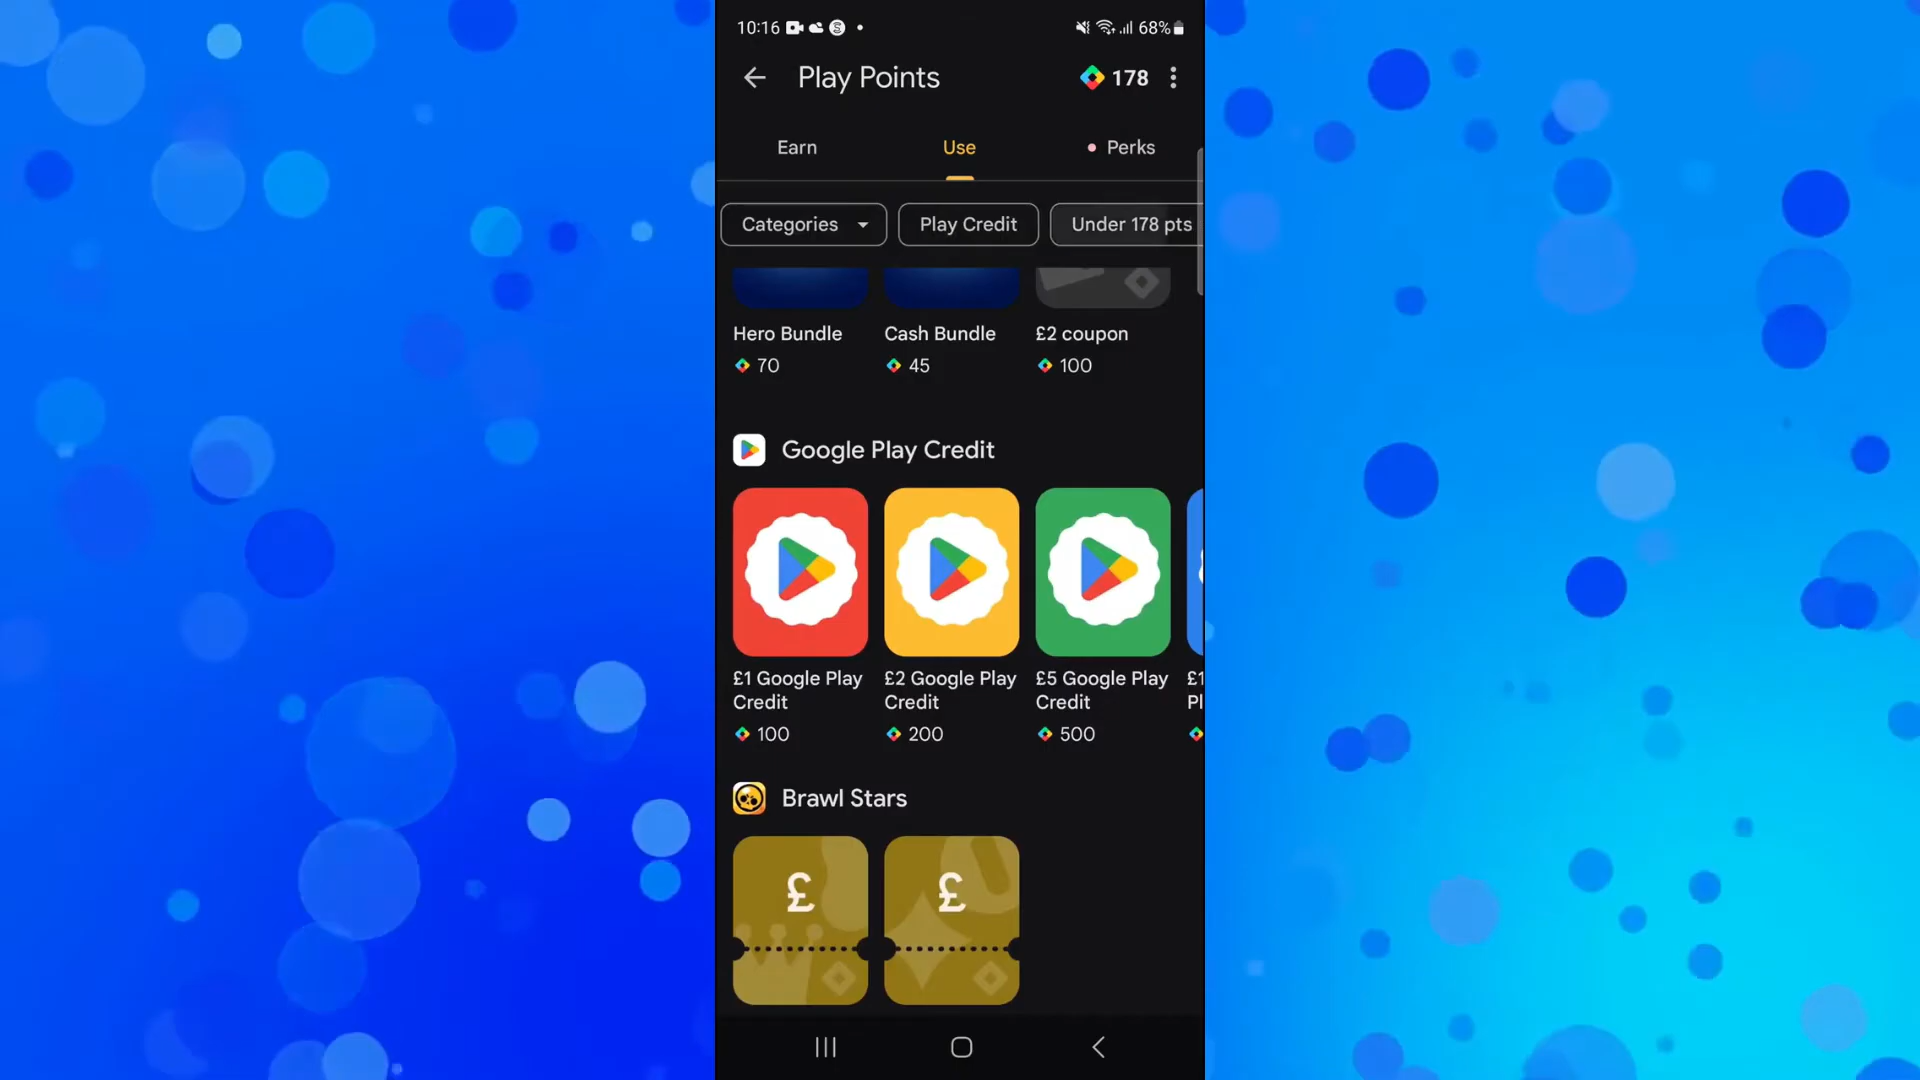 10:16
68%
Play Points
178
Earn
Use
Perks
Categories
Play Credit
Under 178 pts
Hero Bundle
Cash Bundle
£2 coupon
70
45
100
Google Play Credit
£1 Google Play
Credit
£2 Google Play
Credit
£5 Google Play
Credit
£1
Pl
100
200
500
Brawl Stars
£
£